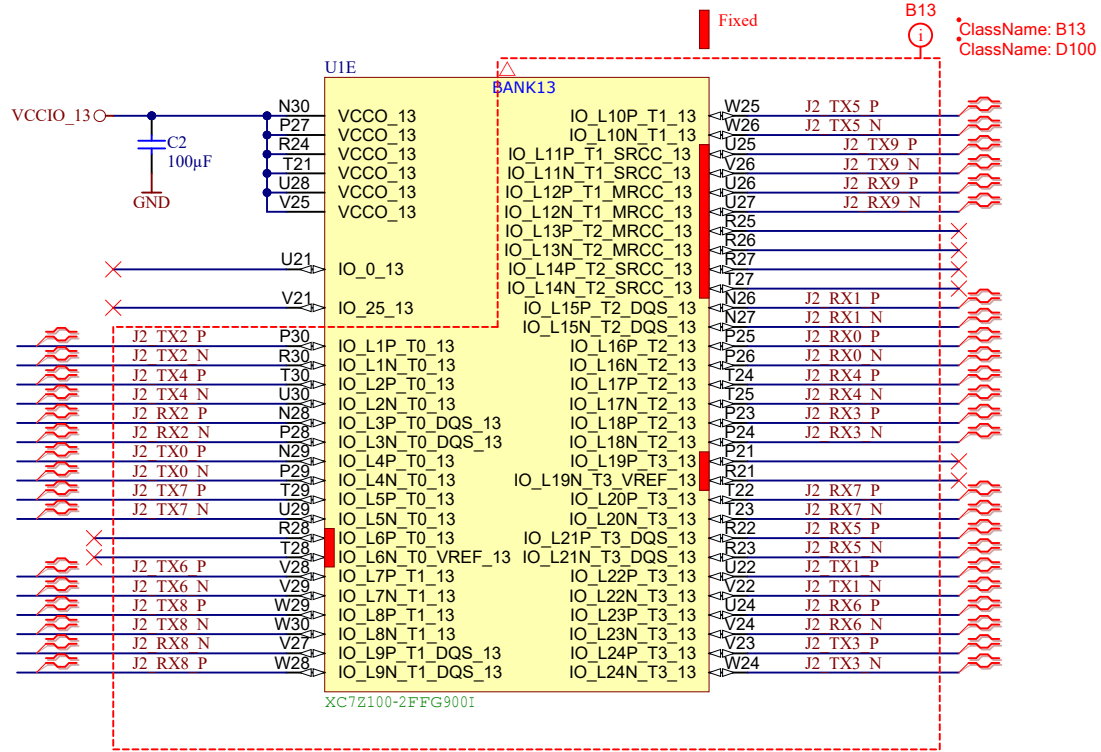 Fixed
B13
ClassName: B13
ClassName: D100
U1E
BANK13
VCCIO_13
C2
100µF
GND
N30 VCCO_13
P27 VCCO_13
R24 VCCO_13
T21 VCCO_13
U28 VCCO_13
V25 VCCO_13
U21 IO_0_13
V21 IO_25_13
J2_TX2_P P30 IO_L1P_T0_13
J2_TX2_N R30 IO_L1N_T0_13
J2_TX4_P T30 IO_L2P_T0_13
J2_TX4_N U30 IO_L2N_T0_13
J2_RX2_P N28 IO_L3P_T0_DQS_13
J2_RX2_N P28 IO_L3N_T0_DQS_13
J2_TX0_P N29 IO_L4P_T0_13
J2_TX0_N P29 IO_L4N_T0_13
J2_TX7_P T29 IO_L5P_T0_13
J2_TX7_N U29 IO_L5N_T0_13
R28 IO_L6P_T0_13
T28 IO_L6N_T0_VREF_13
J2_TX6_P V28 IO_L7P_T1_13
J2_TX6_N V29 IO_L7N_T1_13
J2_TX8_P W29 IO_L8P_T1_13
J2_TX8_N W30 IO_L8N_T1_13
J2_RX8_N V27 IO_L9P_T1_DQS_13
J2_RX8_P W28 IO_L9N_T1_DQS_13
IO_L10P_T1_13 W25 J2_TX5_P
IO_L10N_T1_13 W26 J2_TX5_N
IO_L11P_T1_SRCC_13 U25 J2_TX9_P
IO_L11N_T1_SRCC_13 V26 J2_TX9_N
IO_L12P_T1_MRCC_13 U26 J2_RX9_P
IO_L12N_T1_MRCC_13 U27 J2_RX9_N
IO_L13P_T2_MRCC_13 R25
IO_L13N_T2_MRCC_13 R26
IO_L14P_T2_SRCC_13 R27
IO_L14N_T2_SRCC_13 T27
IO_L15P_T2_DQS_13 N26 J2_RX1_P
IO_L15N_T2_DQS_13 N27 J2_RX1_N
IO_L16P_T2_13 P25 J2_RX0_P
IO_L16N_T2_13 P26 J2_RX0_N
IO_L17P_T2_13 T24 J2_RX4_P
IO_L17N_T2_13 T25 J2_RX4_N
IO_L18P_T2_13 P23 J2_RX3_P
IO_L18N_T2_13 P24 J2_RX3_N
IO_L19P_T3_13 P21
IO_L19N_T3_VREF_13 R21
IO_L20P_T3_13 T22 J2_RX7_P
IO_L20N_T3_13 T23 J2_RX7_N
IO_L21P_T3_DQS_13 R22 J2_RX5_P
IO_L21N_T3_DQS_13 R23 J2_RX5_N
IO_L22P_T3_13 U22 J2_TX1_P
IO_L22N_T3_13 V22 J2_TX1_N
IO_L23P_T3_13 U24 J2_RX6_P
IO_L23N_T3_13 V24 J2_RX6_N
IO_L24P_T3_13 V23 J2_TX3_P
IO_L24N_T3_13 W24 J2_TX3_N
XC7Z100-2FFG900I